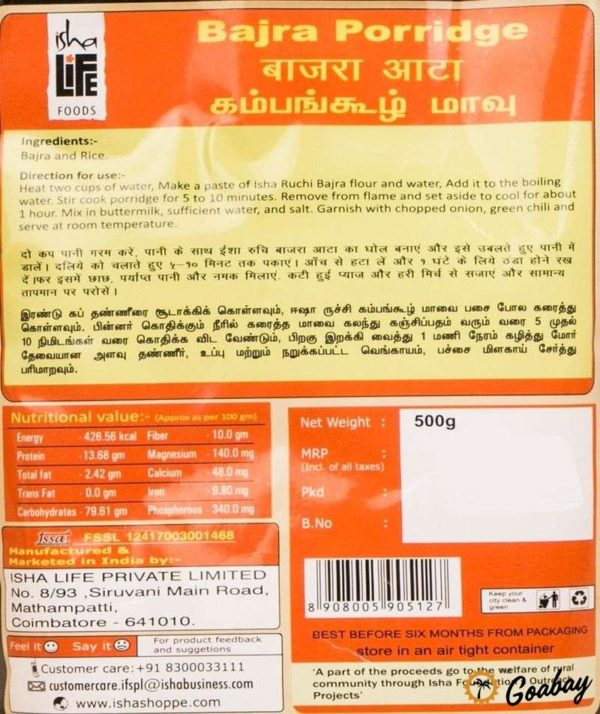 isha
LIFE
FOODS
Bajra Porridge
बाजरा आटा
கம்பங்கூழ் மாவு
Ingredients:-
Bajra and Rice.
Direction for use:-
Heat two cups of water, Make a paste of Isha Ruchi Bajra flour and water, Add it to the boiling
water. Stir cook porridge for 5 to 10 minutes. Remove from flame and set aside to cool for about
1 hour. Mix in buttermilk, sufficient water, and salt. Garnish with chopped onion, green chili and
serve at room temperature.
दो कप पानी गरम करें, पानी के साथ ईशा रुचि बाजरा आटा का घोल बनाएं और इसे उबलते हुए पानी में
डालें। दलिये को चलाते हुए ५-१० मिनट तक पकाएं। आँच से हटा लें और १ घंटे के लिये ठंडा होने रख
दें।फिर इसमें छाछ, पर्याप्त पानी और नमक मिलाएं. कटी हुई प्याज और हरी मिर्च से सजाएं और सामान्य
तापमान पर परोसें।
இரண்டு கப் தண்ணீரை சூடாக்கிக் கொள்ளவும், ஈஷா ருச்சி கம்பங்கூழ் மாவை பசை போல கரைத்து
கொள்ளவும். பின்னர் கொதிக்கும் நீரில் கரைத்த மாவை கலந்து கஞ்சிப்பதம் வரும் வரை 5 முதல்
10 நிமிடங்கள் வரை கொதிக்க விட வேண்டும், பிறகு இறக்கி வைத்து 1 மணி நேரம் கழித்து மோர்
தேவையான அளவு தண்ணீர், உப்பு மற்றும் நறுக்கப்பட்ட வெங்காயம், பச்சை மிளகாய் சேர்த்து
பரிமாறவும்.
Nutritional value:- (Approx as per 100 gm)
Energy - 426.56 kcal Fiber - 10.0 gm
Protein -13.68 gm Magnesium - 140.0 mg
Total fat - 2.42 gm Calcium - 48.0 mg
Trans Fat - 0.0 gm Iron - 9.80 mg
Carbohydrates - 79.61 gm Phosphorous 340.0 mg
Net Weight : 500g
MRP :
(Incl. of all taxes)
Pkd :
B.No :
fssai FSSL 12417003001468
Manufactured &
Marketed in India by:-
ISHA LIFE PRIVATE LIMITED
No. 8/93 ,Siruvani Main Road,
Mathampatti,
Coimbatore - 641010.
Feel it Say it For product feedback
and suggetions
Customer care: +91 8300033111
customercare.ifspl@ishabusiness.com
www.ishashoppe.com
8 908005 905127
Keep your
city clean &
green
BEST BEFORE SIX MONTHS FROM PACKAGING
store in an air tight container
'A part of the proceeds go to the welfare of rural
community through Isha Foundation Outreach
Projects'
Goabay